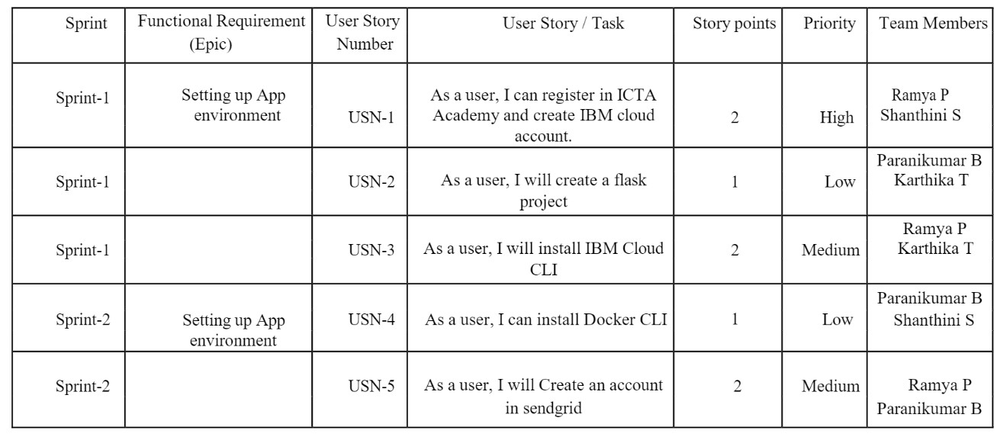 Sprint
Functional Requirement
(Epic)
User Story
Number
User Story / Task
Story points
Priority
Team Members
Sprint-1
Setting up App
environment
USN-1
As a user, I can register in ICTA
Academy and create IBM cloud
account.
2
High
Ramya P
Shanthini S
Sprint-1
USN-2
As a user, I will create a flask
project
1
Low
Paranikumar B
Karthika T
Sprint-1
USN-3
As a user, I will install IBM Cloud
CLI
2
Medium
Ramya P
Karthika T
Sprint-2
Setting up App
environment
USN-4
As a user, I can install Docker CLI
1
Low
Paranikumar B
Shanthini S
Sprint-2
USN-5
As a user, I will Create an account
in sendgrid
2
Medium
Ramya P
Paranikumar B